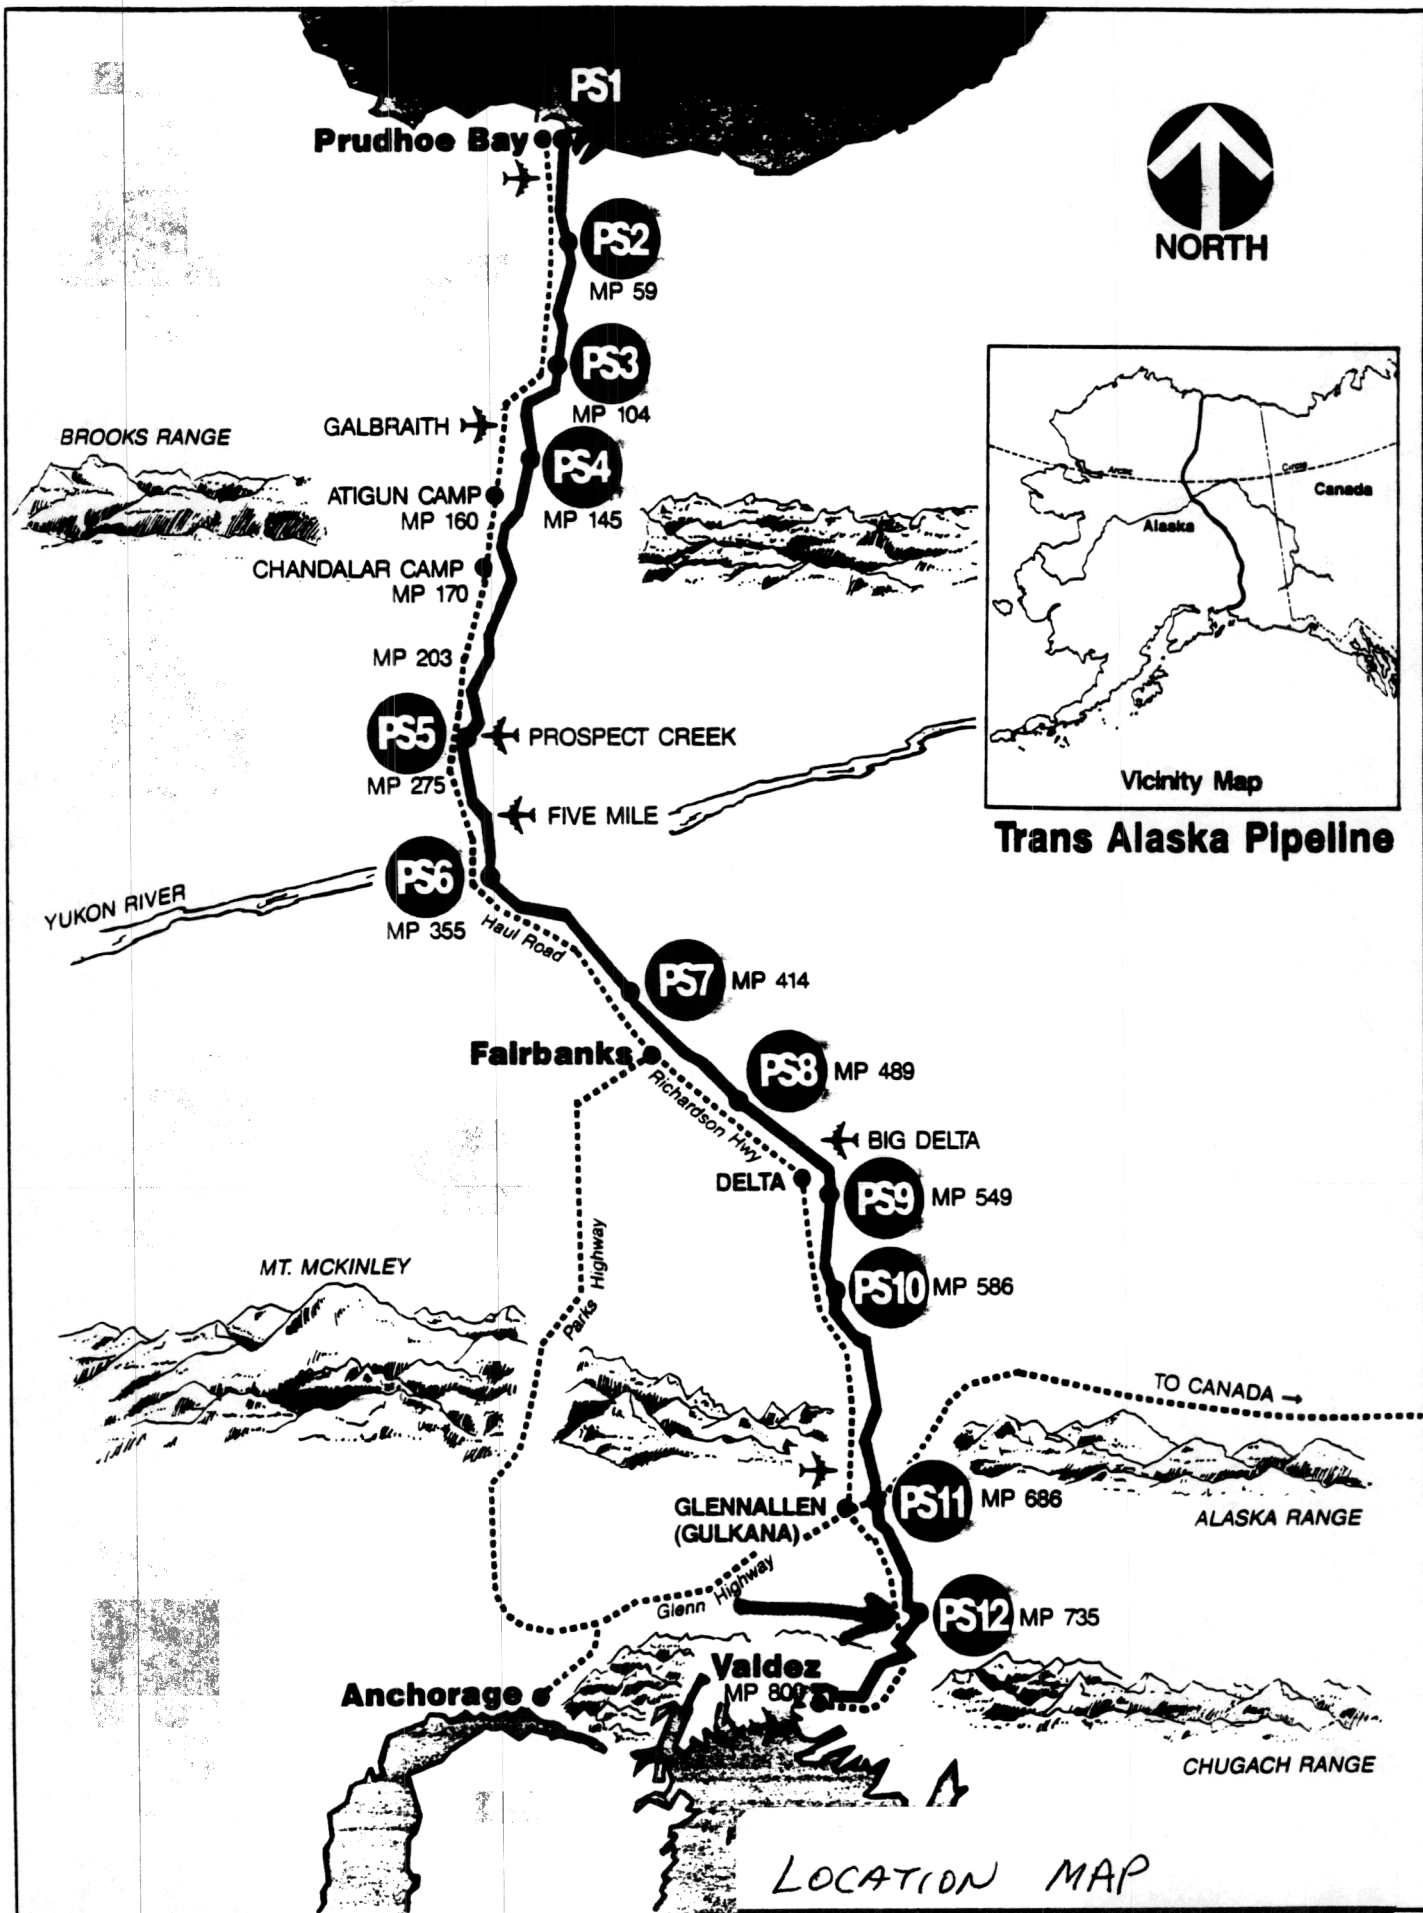 PS1
Prudhoe Bay
NORTH
PS2
MP 59
PS3
MP 104
GALBRAITH
BROOKS RANGE
PS4
MP 145
ATIGUN CAMP
MP 160
CHANDALAR CAMP
MP 170
Arctic
Circle
Canada
Alaska
Vicinity Map
Trans Alaska Pipeline
MP 203
PS5
MP 275
PROSPECT CREEK
FIVE MILE
PS6
MP 355
YUKON RIVER
Haul Road
PS7 MP 414
Fairbanks
PS8 MP 489
Richardson Hwy
BIG DELTA
DELTA
PS9 MP 549
MT. MCKINLEY
Parks Highway
PS10 MP 586
TO CANADA →
GLENNALLEN
(GULKANA)
PS11 MP 686
ALASKA RANGE
Glenn Highway
PS12 MP 735
Valdez
MP 800
Anchorage
CHUGACH RANGE
LOCATION MAP